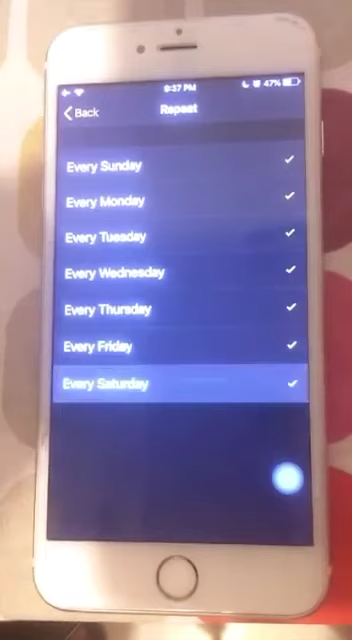 9:37 PM 47%
Back Repeat
Every Sunday
Every Monday
Every Tuesday
Every Wednesday
Every Thursday
Every Friday
Every Saturday